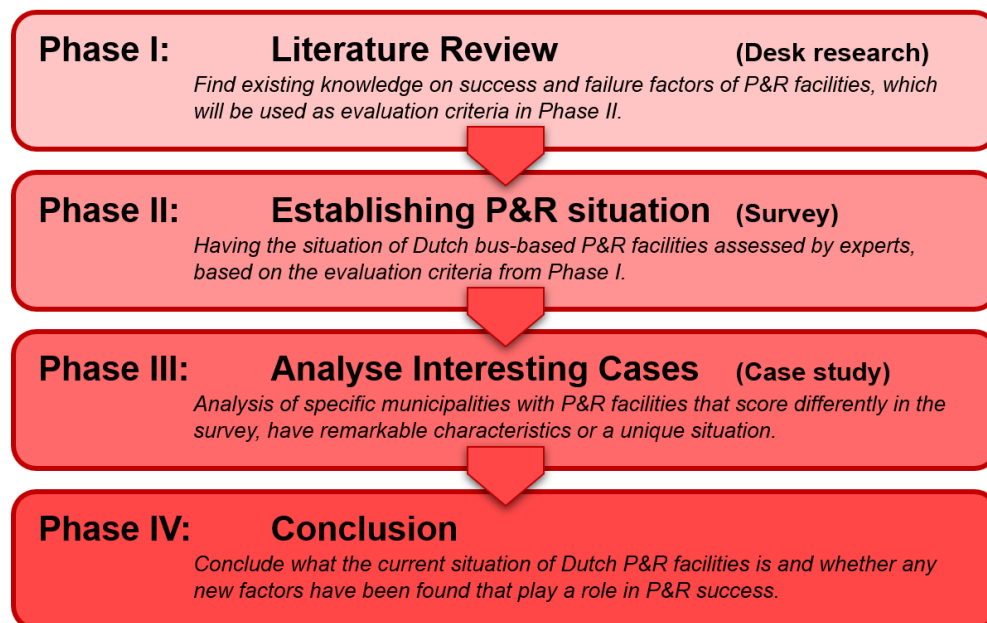 Phase I: Literature Review (Desk research)
Find existing knowledge on success and failure factors of P&R facilities, which
will be used as evaluation criteria in Phase II.
Phase II: Establishing P&R situation (Survey)
Having the situation of Dutch bus-based P&R facilities assessed by experts,
based on the evaluation criteria from Phase I.
Phase III: Analyse Interesting Cases (Case study)
Analysis of specific municipalities with P&R facilities that score differently in the
survey, have remarkable characteristics or a unique situation.
Phase IV: Conclusion
Conclude what the current situation of Dutch P&R facilities is and whether any
new factors have been found that play a role in P&R success.